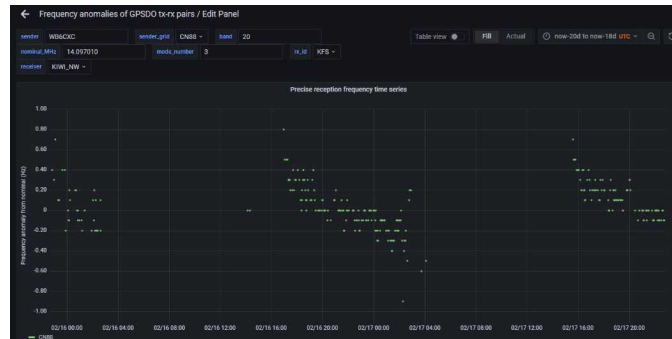 ← Frequency anomalies of GPSDO tx-rx pairs / Edit Panel
sender WB6CXC sender_grid CN88 band 20 Table view Fill Actual now-20d to now-18d UTC
nominal_MHz 14.097010 mode_number 3 rx_id KFS
receiver KIWI_NW
Precise reception frequency time series
1.00
0.80
0.60
0.40
0.20
0
-0.20
-0.40
-0.60
-0.80
-1.00
Frequency anomaly from nominal (Hz)
02/16 00:00 02/16 04:00 02/16 08:00 02/16 12:00 02/16 16:00 02/16 20:00 02/17 00:00 02/17 04:00 02/17 08:00 02/17 12:00 02/17 16:00 02/17 20:00
CN88